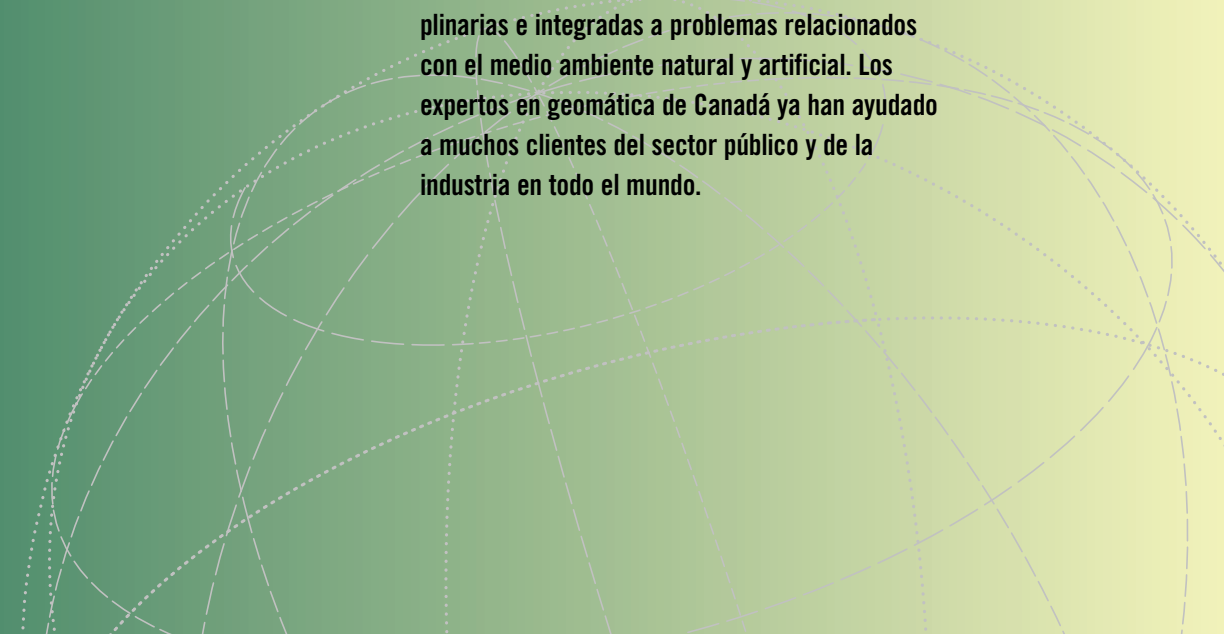 plinarias e integradas a problemas relacionados
con el medio ambiente natural y artificial. Los
expertos en geomática de Canadá ya han ayudado
a muchos clientes del sector público y de la
industria en todo el mundo.